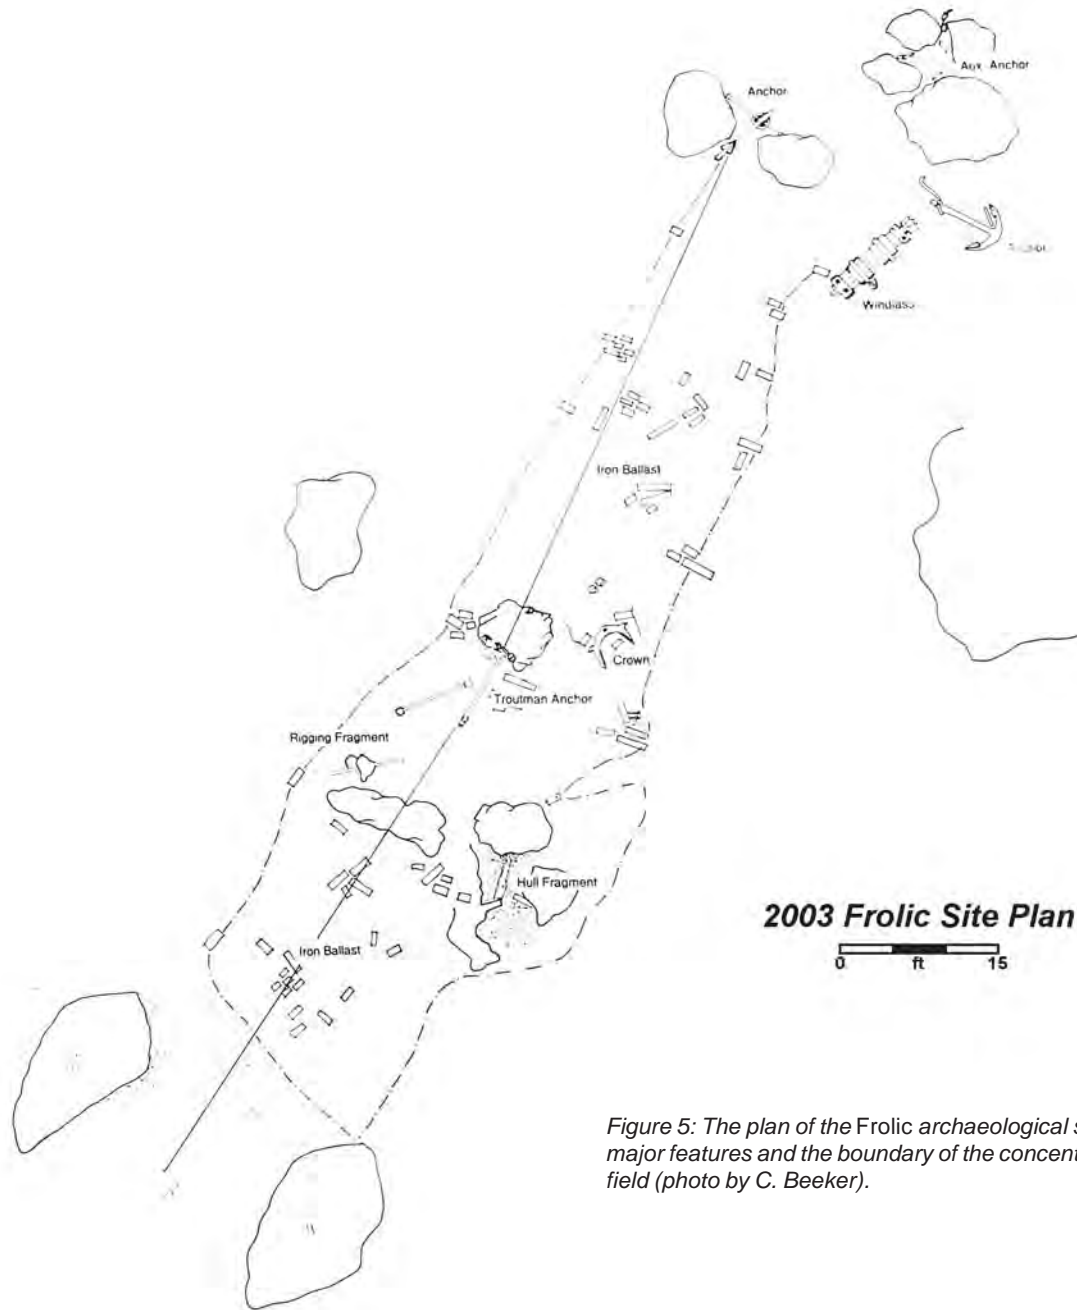 Aux. Anchor
Anchor
Windlass
Iron Ballast
Crown
Troutman Anchor
Rigging Fragment
Hull Fragment
2003 Frolic Site Plan
Iron Ballast
0 ft 15
Figure 5: The plan of the Frolic archaeological s
major features and the boundary of the concent
field (photo by C. Beeker).